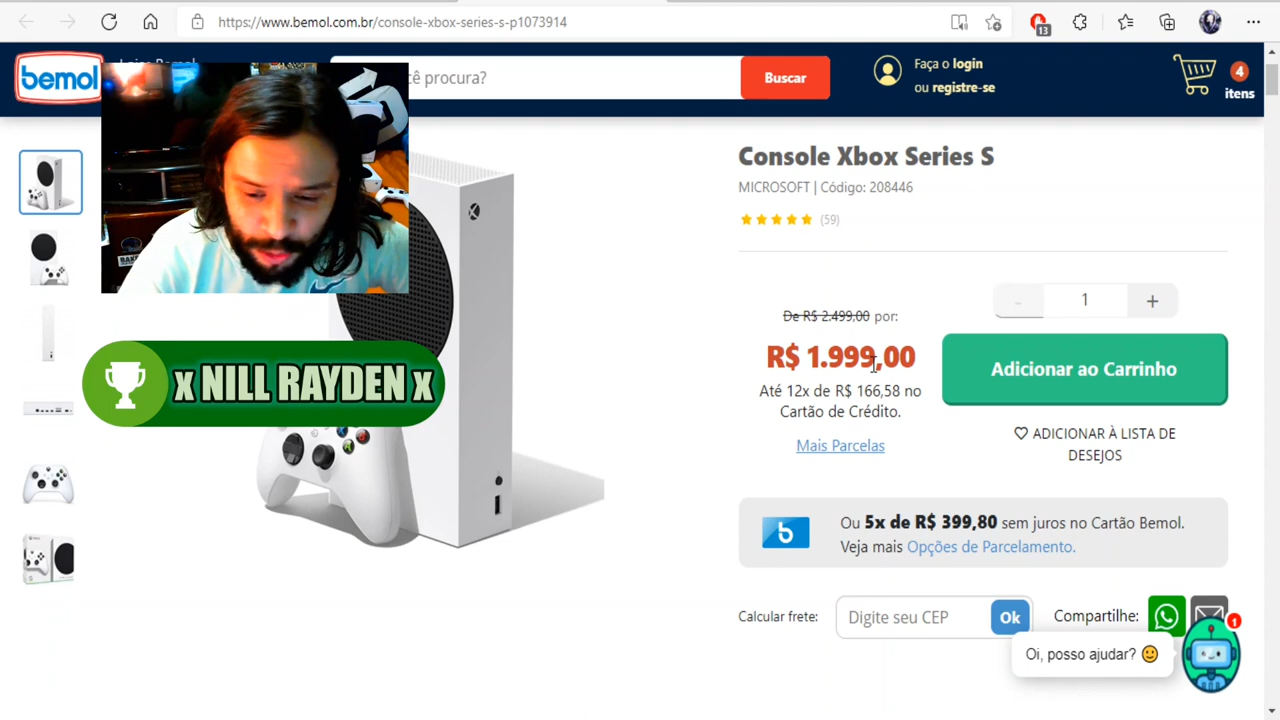 https://www.bemol.com.br/console-xbox-series-s-p1073914
13
bemol
cê procura?
Buscar
Faça o login
ou registre-se
4
itens
Console Xbox Series S
MICROSOFT | Código: 208446
(59)
De R$ 2.499,00 por:
R$ 1.999,00
Até 12x de R$ 166,58 no
Cartão de Crédito.
Mais Parcelas
- 1 +
Adicionar ao Carrinho
ADICIONAR À LISTA DE
DESEJOS
x NILL RAYDEN x
Ou 5x de R$ 399,80 sem juros no Cartão Bemol.
Veja mais Opções de Parcelamento.
Calcular frete:
Digite seu CEP
Ok
Compartilhe:
1
Oi, posso ajudar?